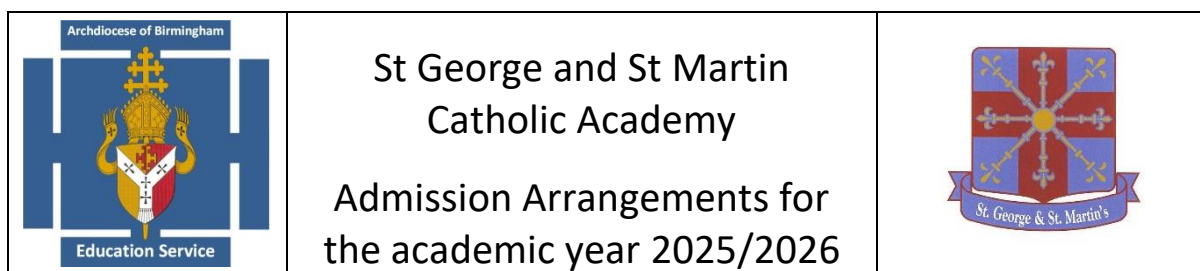 Archdiocese of Birmingham
Education Service
St George and St Martin
Catholic Academy
Admission Arrangements for
the academic year 2025/2026
St. George & St. Martin's